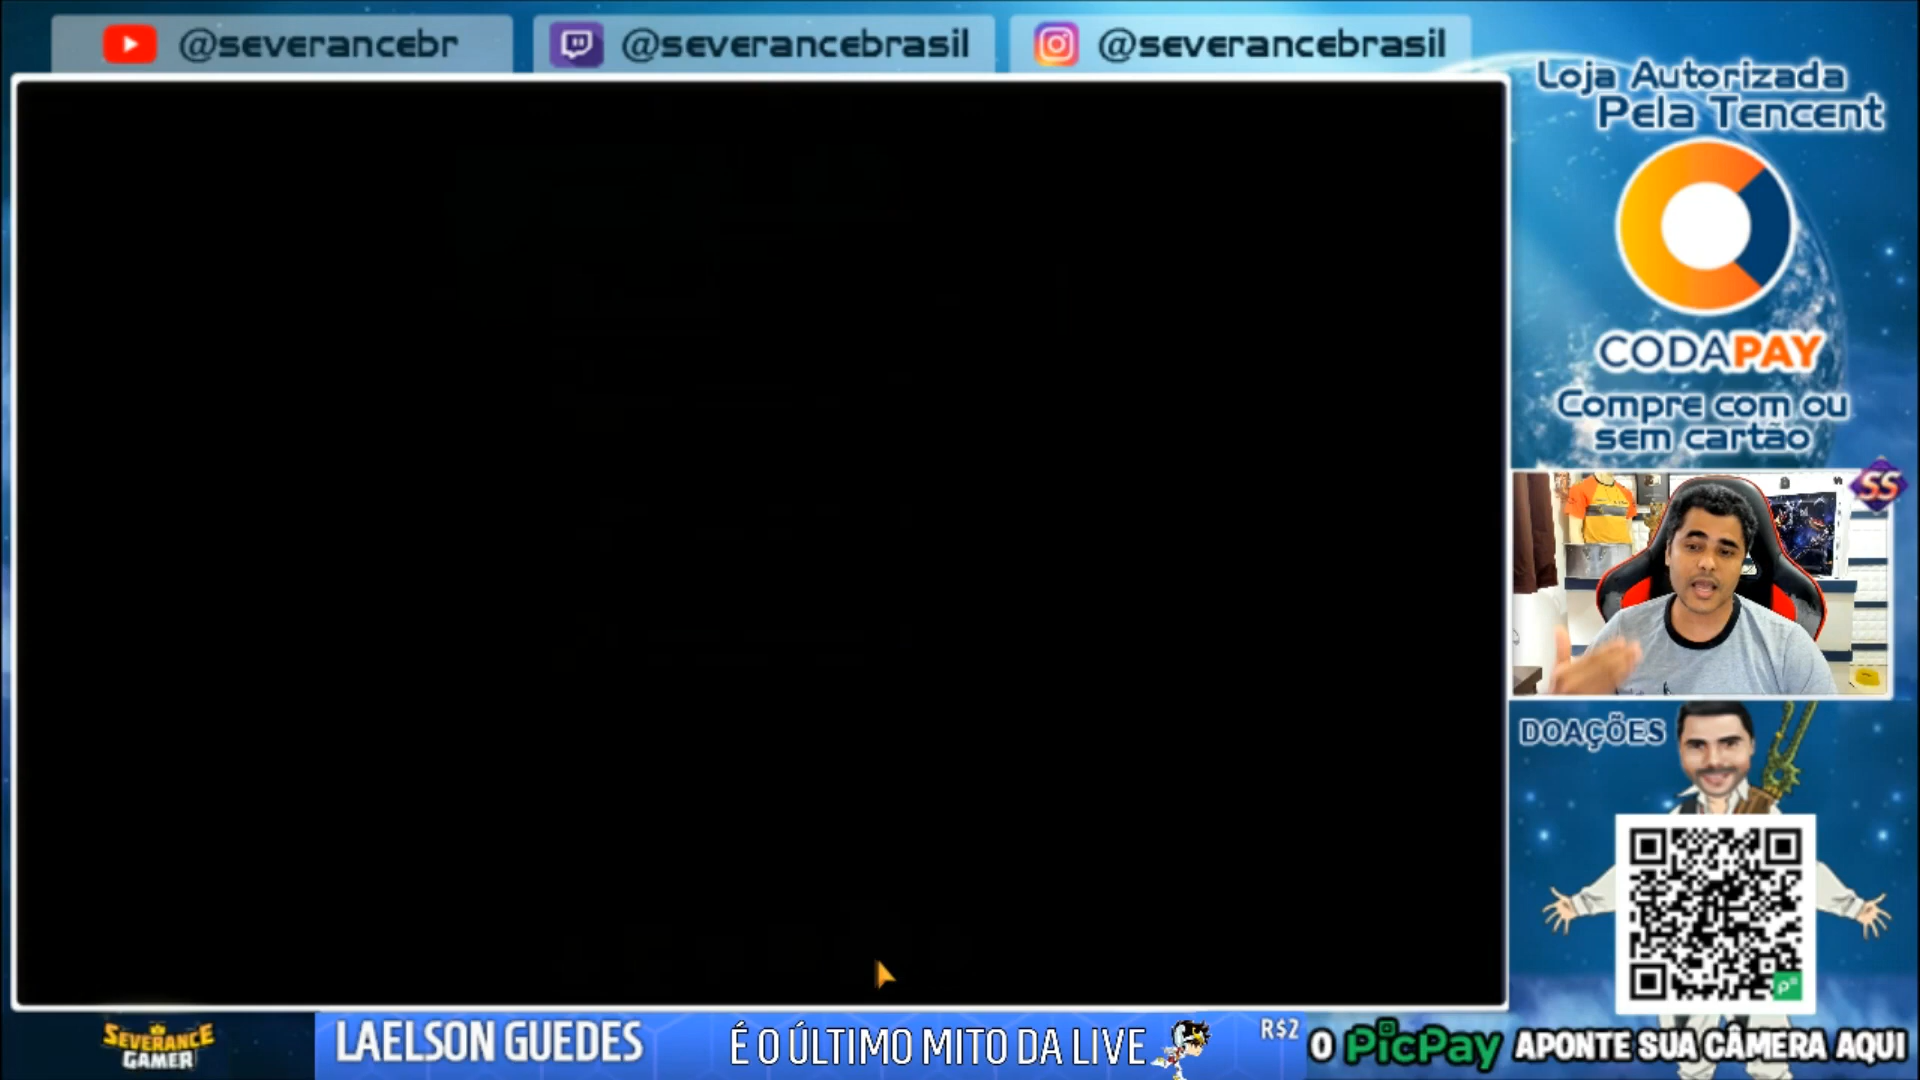 @severancebr
@severancebrasil
@severancebrasil
Loja Autorizada
Pela Tencent
CODAPAY
Compre com ou
sem cartão
SS
DOAÇÕES
SEVERANCE
GAMER
LAELSON GUEDES
É O ÚLTIMO MITO DA LIVE
R$2
O PicPay APONTE SUA CÂMERA AQUI